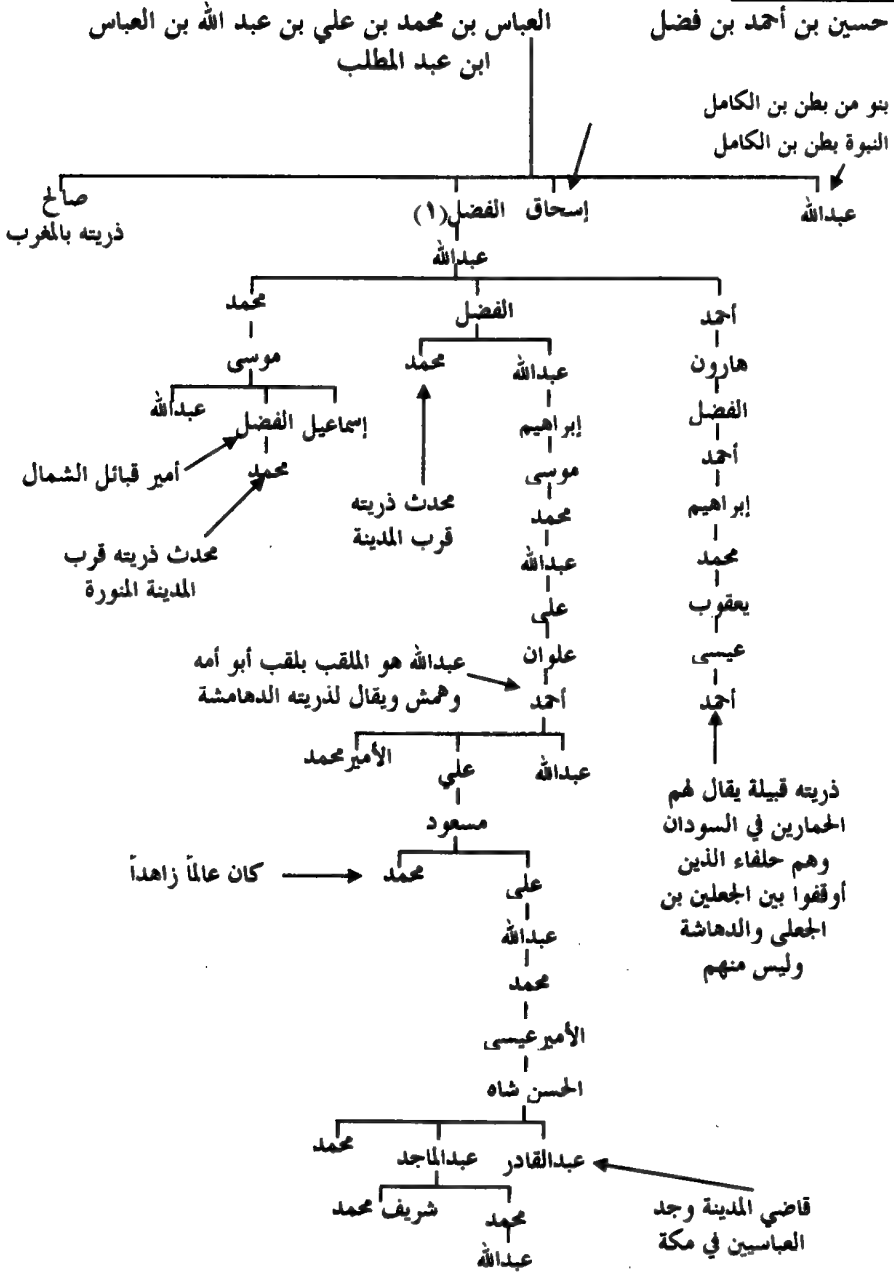 حسين بن أحمد بن فضل
العباس بن محمد بن علي بن عبد الله بن العباس
ابن عبد المطلب
بنو من بطن بن الكامل
النبوة بطن بن الكامل
عبدالله
إسحاق
الفضل(١)
صالح
ذريته بالمغرب
عبدالله
أحمد
الفضل
محمد
هارون
عبدالله
محمد
موسى
الفضل
إبراهيم
إسماعيل
الفضل
عبدالله
أحمد
موسى
محمد
أمير قبائل الشمال
إبراهيم
محمد
محدث ذريته
قرب المدينة
محدث ذريته قرب
المدينة المنورة
محمد
عبدالله
يعقوب
على
عيسى
علوان
عبدالله هو الملقب بلقب أبو أمه
وهمش ويقال لذريته الدهامشة
أحمد
أحمد
عبدالله
علي
الأمير محمد
ذريته قبيلة يقال لهم
الحمارين في السودان
وهم حلفاء الذين
أوقفوا بين الجعلين بن
الجعلى والدهاشة
وليس منهم
مسعود
على
محمد
كان عالماً زاهداً
عبدالله
محمد
الأمير عيسى
الحسن شاه
عبدالقادر
عبدالماجد
محمد
قاضي المدينة وجد
العباسيين في مكة
محمد
شريف محمد
عبدالله